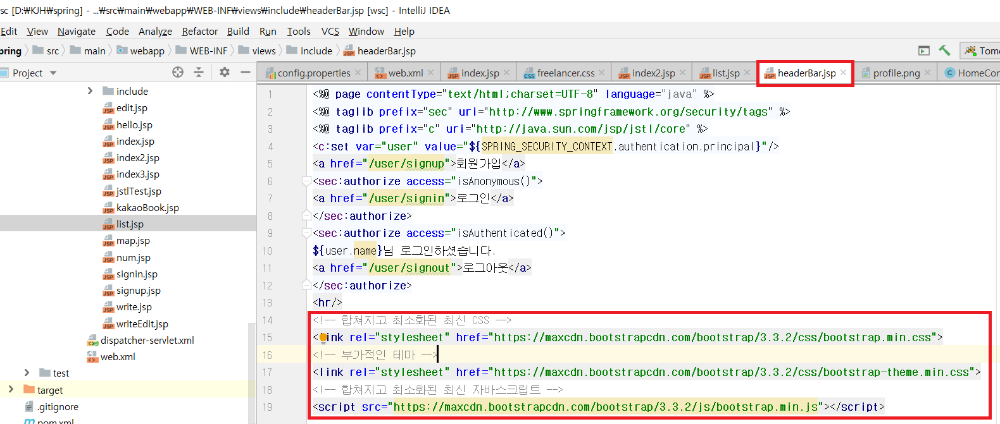 sc [D:₩KJH₩spring] - ...₩src₩main₩webapp₩WEB-INF₩views₩include₩headerBar.jsp [wsc] - IntelliJ IDEA
Edit View Navigate Code Analyze Refactor Build Run Tools VCS Window Help
pring src main webapp WEB-INF views include headerBar.jsp Tom
Project
config.properties web.xml index.jsp freelancer.css index2.jsp list.jsp headerBar.jsp profile.png HomeCon
include
edit.jsp
hello.jsp
index.jsp
index2.jsp
index3.jsp
jstlTest.jsp
kakaoBook.jsp
list.jsp
map.jsp
num.jsp
signin.jsp
signup.jsp
write.jsp
writeEdit.jsp
dispatcher-servlet.xml
web.xml
test
target
.gitignore
pom.xml
1 <%@ page contentType="text/html;charset=UTF-8" language="java" %>
2 <%@ taglib prefix="sec" uri="http://www.springframework.org/security/tags" %>
3 <%@ taglib prefix="c" uri="http://java.sun.com/jsp/jstl/core" %>
4 <c:set var="user" value="${SPRING_SECURITY_CONTEXT.authentication.principal}"/>
5 <a href="/user/signup">회원가입</a>
6 <sec:authorize access="isAnonymous()">
7 <a href="/user/signin">로그인</a>
8 </sec:authorize>
9 <sec:authorize access="isAuthenticated()">
10 ${user.name}님 로그인하셨습니다.
11 <a href="/user/signout">로그아웃</a>
12 </sec:authorize>
13 <hr/>
14 <!-- 합쳐지고 최소화된 최신 CSS -->
15 <link rel="stylesheet" href="https://maxcdn.bootstrapcdn.com/bootstrap/3.3.2/css/bootstrap.min.css">
16 <!-- 부가적인 테마 -->
17 <link rel="stylesheet" href="https://maxcdn.bootstrapcdn.com/bootstrap/3.3.2/css/bootstrap-theme.min.css">
18 <!-- 합쳐지고 최소화된 최신 자바스크립트 -->
19 <script src="https://maxcdn.bootstrapcdn.com/bootstrap/3.3.2/js/bootstrap.min.js"></script>